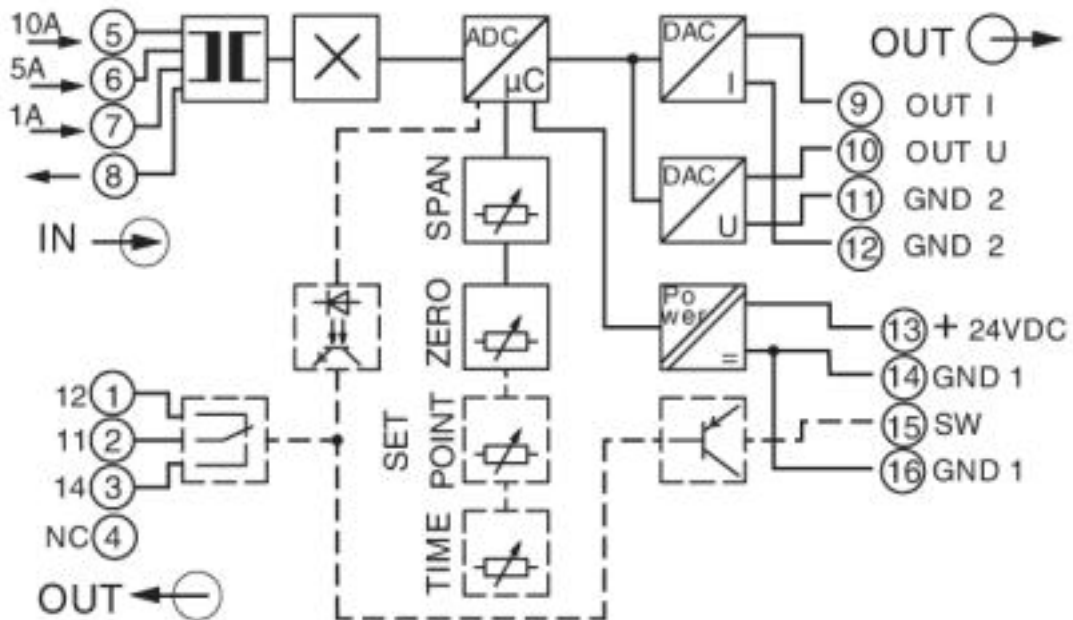 10A 5
5A 6
1A 7
8
IN
ADC
µC
DAC
I
DAC
U
OUT
9 OUT I
10 OUT U
11 GND 2
12 GND 2
SPAN
ZERO
SET
POINT
TIME
Po
wer
=
13 + 24VDC
14 GND 1
15 SW
16 GND 1
12 1
11 2
14 3
NC 4
OUT